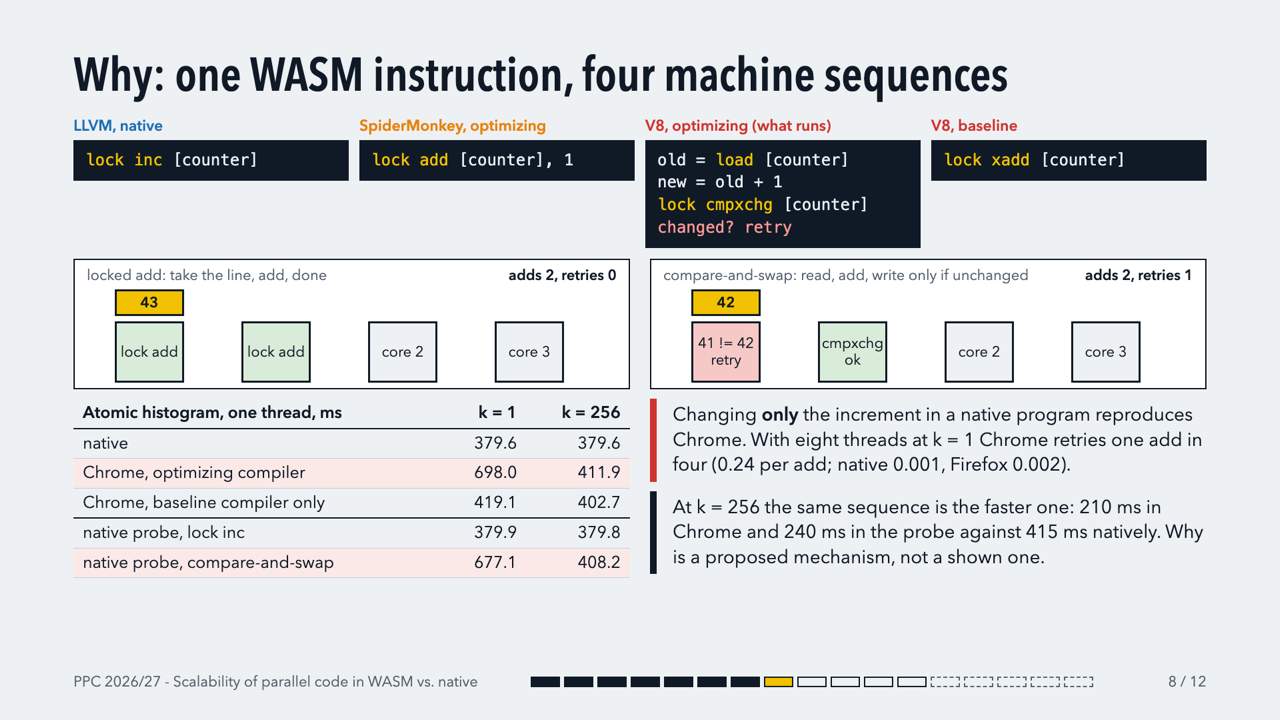 Why: one WASM instruction, four machine sequences
LLVM, native
lock inc [counter]
SpiderMonkey, optimizing
lock add [counter], 1
V8, optimizing (what runs)
old = load [counter]
new = old + 1
lock cmpxchg [counter]
changed? retry
V8, baseline
lock xadd [counter]
locked add: take the line, add, done adds 2, retries 0
43
lock add lock add core 2 core 3
compare-and-swap: read, add, write only if unchanged adds 2, retries 1
42
41 != 42
retry
cmpxchg
ok
core 2 core 3
Atomic histogram, one thread, ms k = 1 k = 256
native 379.6 379.6
Chrome, optimizing compiler 698.0 411.9
Chrome, baseline compiler only 419.1 402.7
native probe, lock inc 379.9 379.8
native probe, compare-and-swap 677.1 408.2
Changing only the increment in a native program reproduces
Chrome. With eight threads at k = 1 Chrome retries one add in
four (0.24 per add; native 0.001, Firefox 0.002).
At k = 256 the same sequence is the faster one: 210 ms in
Chrome and 240 ms in the probe against 415 ms natively. Why
is a proposed mechanism, not a shown one.
PPC 2026/27 - Scalability of parallel code in WASM vs. native
8 / 12